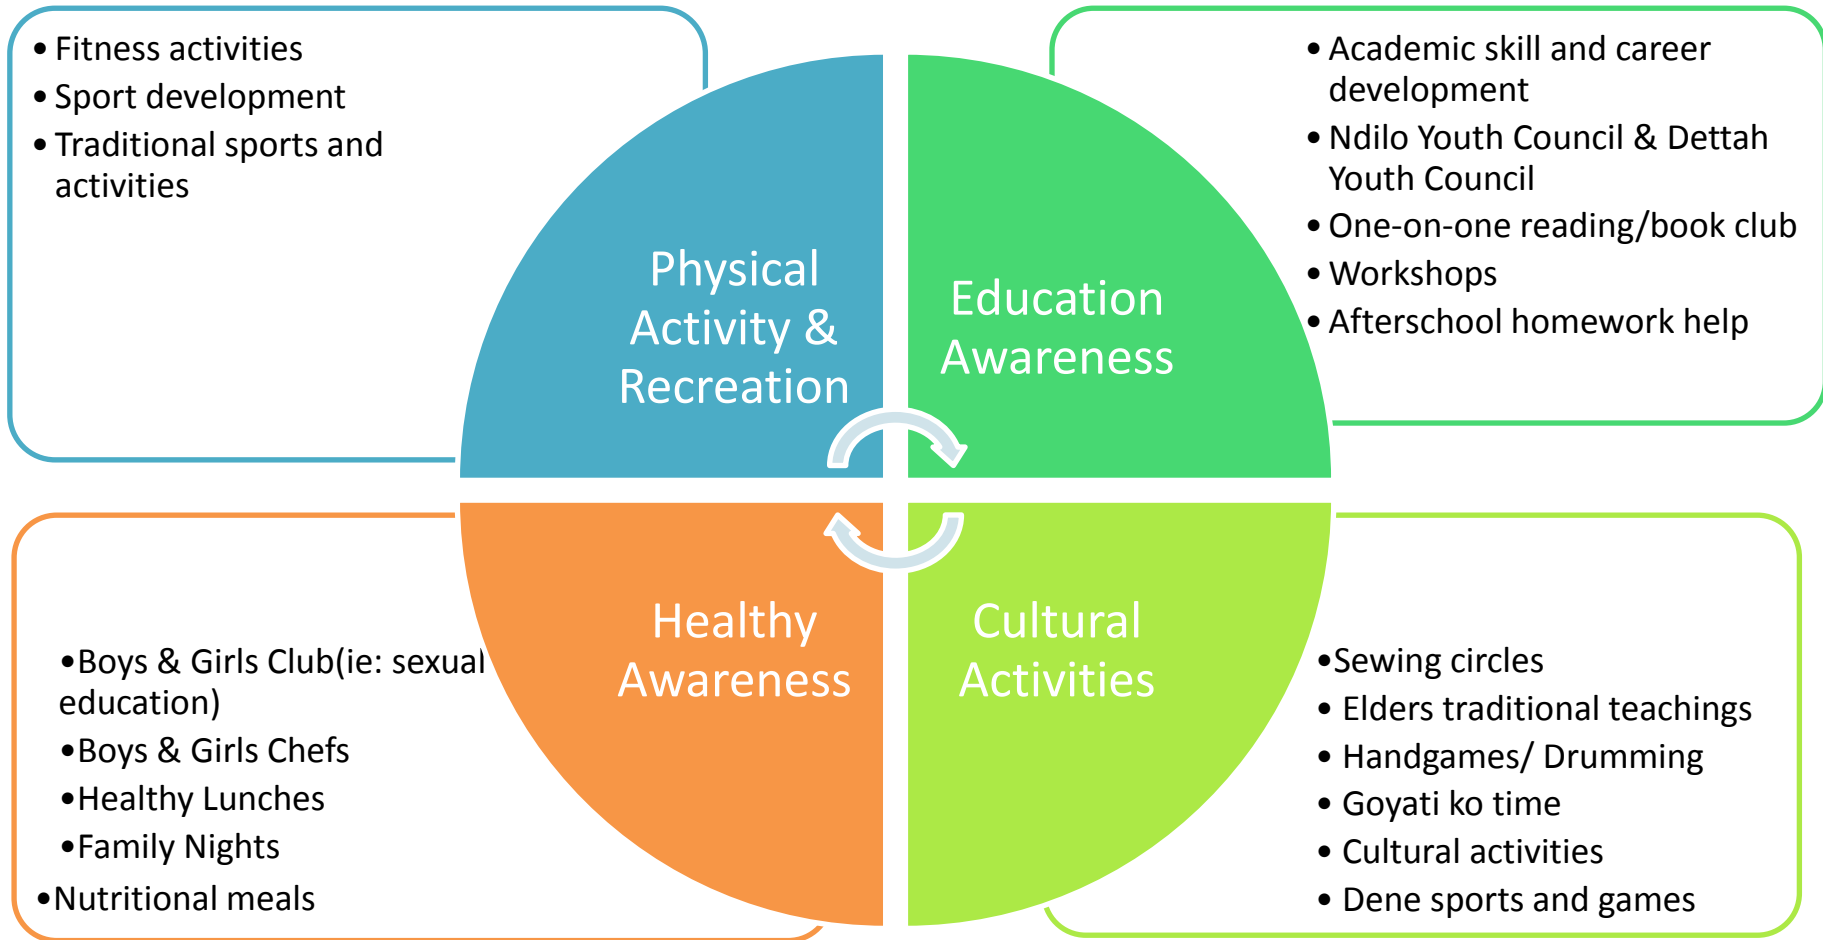 • Fitness activities
• Sport development
• Traditional sports and
activities
Physical
Activity &
Recreation
• Academic skill and career
development
• Ndilo Youth Council & Dettah
Youth Council
• One-on-one reading/book club
• Workshops
• Afterschool homework help
Education
Awareness
•Boys & Girls Club(ie: sexual
education)
•Boys & Girls Chefs
•Healthy Lunches
•Family Nights
•Nutritional meals
Healthy
Awareness
Cultural
Activities
•Sewing circles
• Elders traditional teachings
• Handgames/ Drumming
• Goyati ko time
• Cultural activities
• Dene sports and games